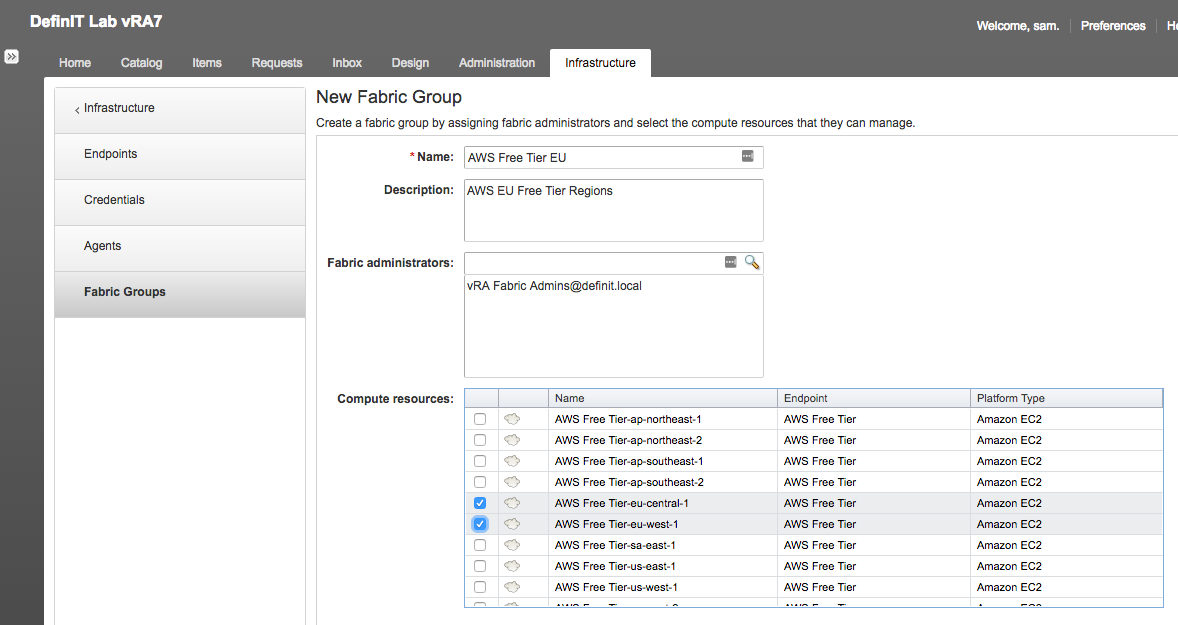 DefinIT Lab vRA7
Welcome, sam. Preferences
Home Catalog Items Requests Inbox Design Administration Infrastructure
Infrastructure
Endpoints
Credentials
Agents
Fabric Groups
New Fabric Group
Create a fabric group by assigning fabric administrators and select the compute resources that they can manage.
* Name: AWS Free Tier EU
Description: AWS EU Free Tier Regions
Fabric administrators:
vRA Fabric Admins@definit.local
Compute resources:
Name Endpoint Platform Type
AWS Free Tier-ap-northeast-1 AWS Free Tier Amazon EC2
AWS Free Tier-ap-northeast-2 AWS Free Tier Amazon EC2
AWS Free Tier-ap-southeast-1 AWS Free Tier Amazon EC2
AWS Free Tier-ap-southeast-2 AWS Free Tier Amazon EC2
AWS Free Tier-eu-central-1 AWS Free Tier Amazon EC2
AWS Free Tier-eu-west-1 AWS Free Tier Amazon EC2
AWS Free Tier-sa-east-1 AWS Free Tier Amazon EC2
AWS Free Tier-us-east-1 AWS Free Tier Amazon EC2
AWS Free Tier-us-west-1 AWS Free Tier Amazon EC2